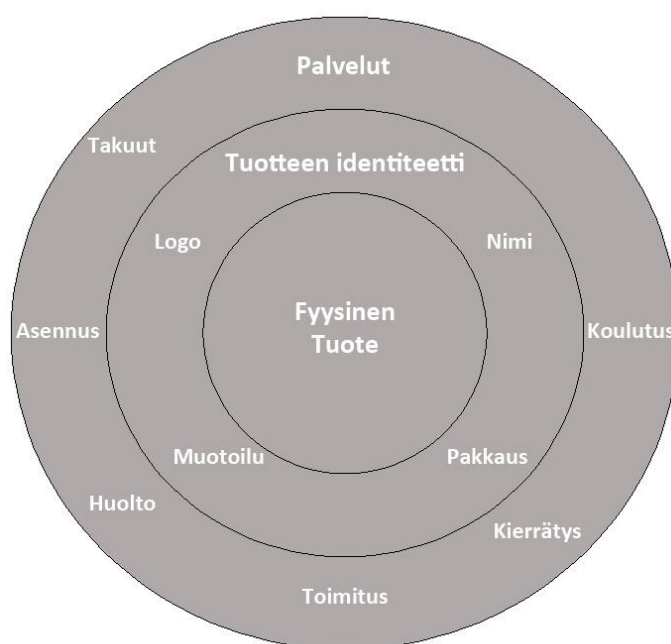 Palvelut
Takuut
Tuotteen identiteetti
Logo
Nimi
Fyysinen
Tuote
Asennus
Koulutus
Muotoilu
Pakkaus
Huolto
Kierrätys
Toimitus